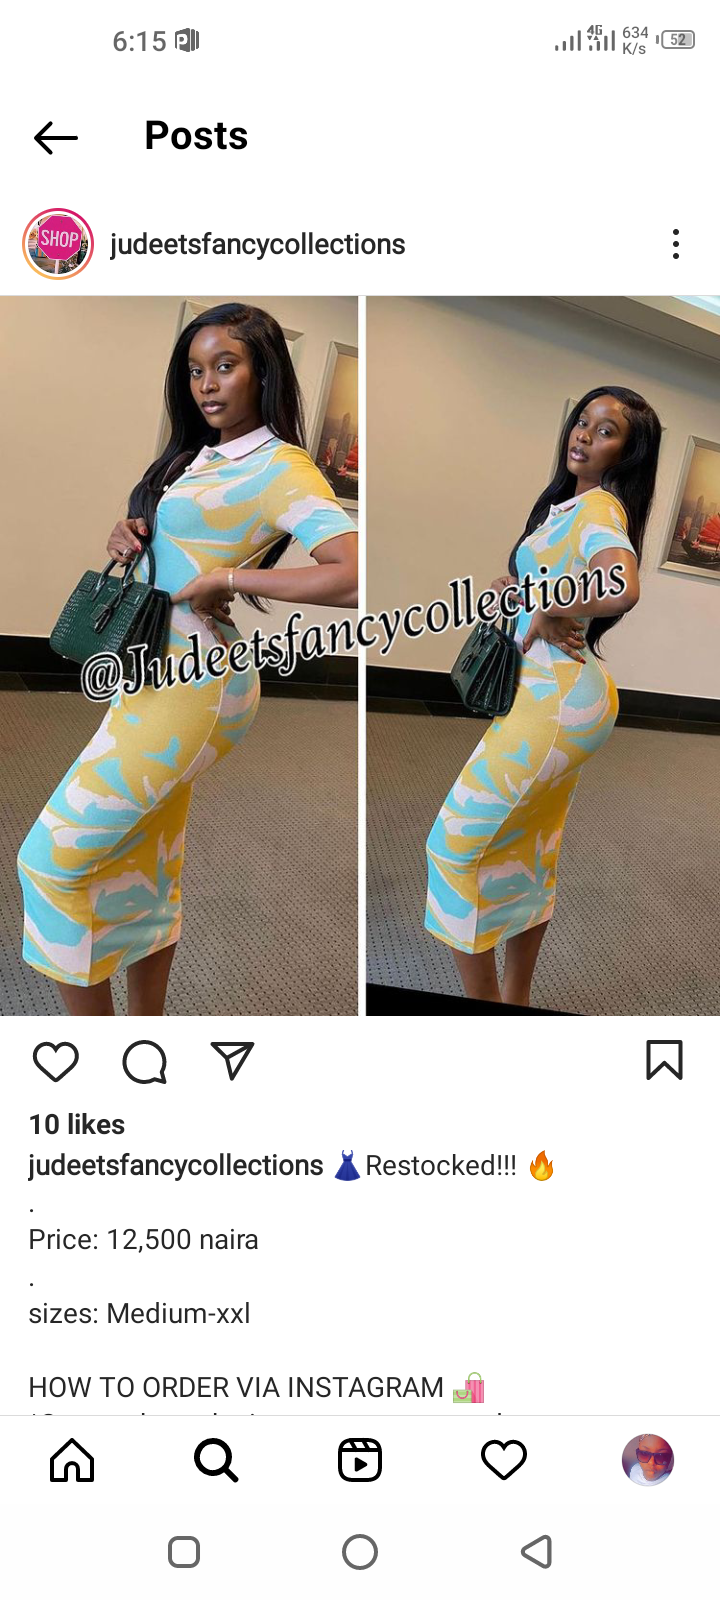 6:15
4G
634
K/s
52
Posts
SHOP
judeetsfancycollections
@Judeetsfancycollections
10 likes
judeetsfancycollections 👗Restocked!!! 🔥
.
Price: 12,500 naira
.
sizes: Medium-xxl
HOW TO ORDER VIA INSTAGRAM 🛍️